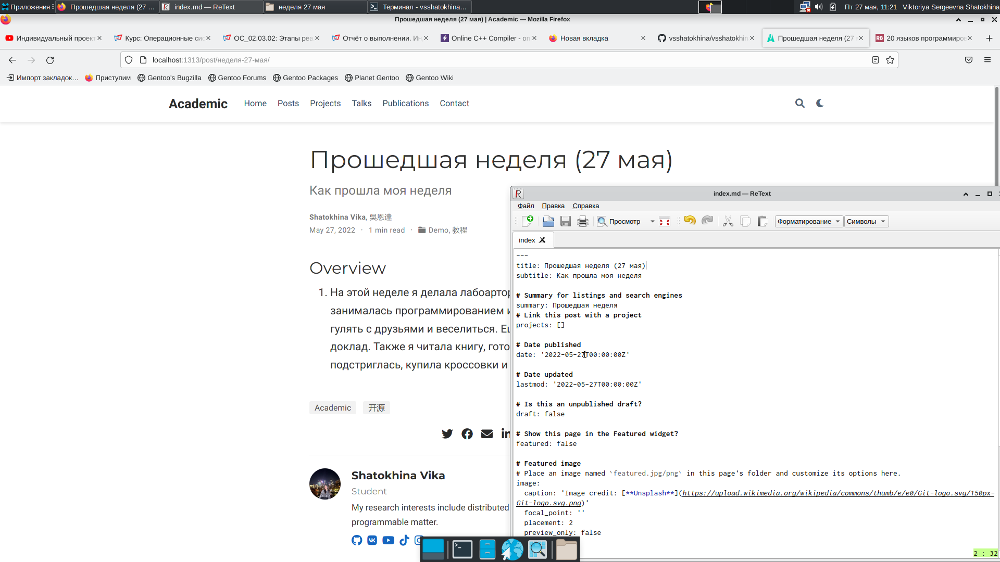 Приложения
Прошедшая неделя (27 ...
index.md — ReText
неделя 27 мая
Терминал - vsshatokhina...
Пт 27 мая, 11:21
Viktoriya Sergeevna Shatokhina
Прошедшая неделя (27 мая) | Academic — Mozilla Firefox
Индивидуальный проект
Курс: Операционные си
ОС_02.03.02: Этапы реа
Отчёт о выполнении. Ин
Online C++ Compiler - on
Новая вкладка
vsshatokhina/vsshatokhin
Прошедшая неделя (27
20 языков программиров
localhost:1313/post/неделя-27-мая/
Импорт закладок...
Приступим
Gentoo's Bugzilla
Gentoo Forums
Gentoo Packages
Planet Gentoo
Gentoo Wiki
Academic
Home
Posts
Projects
Talks
Publications
Contact
Прошедшая неделя (27 мая)
Как прошла моя неделя
Shatokhina Vika, 吳恩達
May 27, 2022 · 1 min read · Demo, 教程
Overview
1. На этой неделе я делала лабоартор
занималась программированием и
гулять с друзьями и веселиться. Ещ
доклад. Также я читала книгу, гото
подстриглась, купила кроссовки и
Academic
开源
Shatokhina Vika
Student
My research interests include distributed
programmable matter.
index.md — ReText
Файл
Правка
Справка
Просмотр
Форматирование
Символы
index
---
title: Прошедшая неделя (27 мая)
subtitle: Как прошла моя неделя
# Summary for listings and search engines
summary: Прошедшая неделя
# Link this post with a project
projects: []
# Date published
date: '2022-05-27T00:00:00Z'
# Date updated
lastmod: '2022-05-27T00:00:00Z'
# Is this an unpublished draft?
draft: false
# Show this page in the Featured widget?
featured: false
# Featured image
# Place an image named `featured.jpg/png` in this page's folder and customize its options here.
image:
caption: 'Image credit: [**Unsplash**](https://upload.wikimedia.org/wikipedia/commons/thumb/e/e0/Git-logo.svg/150px-
Git-logo.svg.png)'
focal_point: ''
placement: 2
preview_only: false
2 : 32